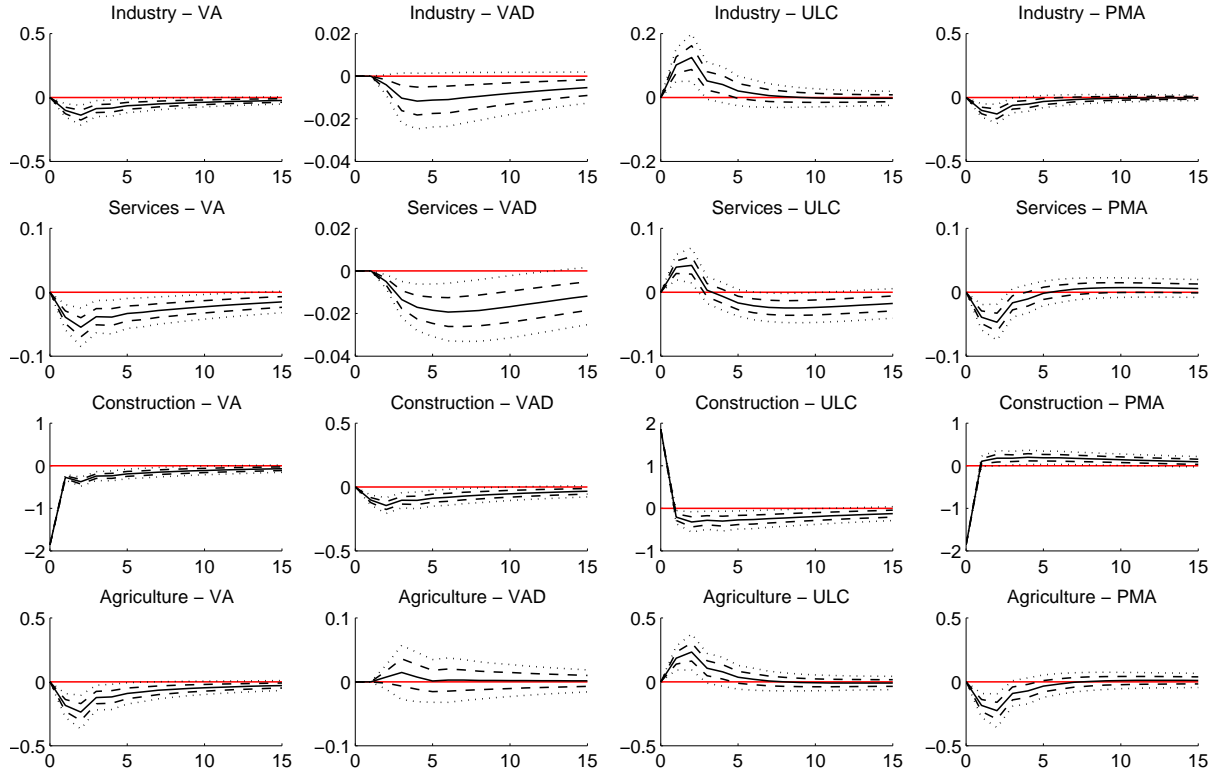 Industry – VA
Industry – VAD
Industry – ULC
Industry – PMA
0.5
0
−0.5
0 5 10 15
0.02
0
−0.02
−0.04
0 5 10 15
0.2
0
−0.2
0 5 10 15
0.5
0
−0.5
0 5 10 15
Services – VA
Services – VAD
Services – ULC
Services – PMA
0.1
0
−0.1
0 5 10 15
0.02
0
−0.02
−0.04
0 5 10 15
0.1
0
−0.1
0 5 10 15
0.1
0
−0.1
0 5 10 15
Construction – VA
Construction – VAD
Construction – ULC
Construction – PMA
1
0
−1
−2
0 5 10 15
0.5
0
−0.5
0 5 10 15
2
1
0
−1
0 5 10 15
1
0
−1
−2
0 5 10 15
Agriculture – VA
Agriculture – VAD
Agriculture – ULC
Agriculture – PMA
0.5
0
−0.5
0 5 10 15
0.1
0
−0.1
0 5 10 15
0.5
0
−0.5
0 5 10 15
0.5
0
−0.5
0 5 10 15